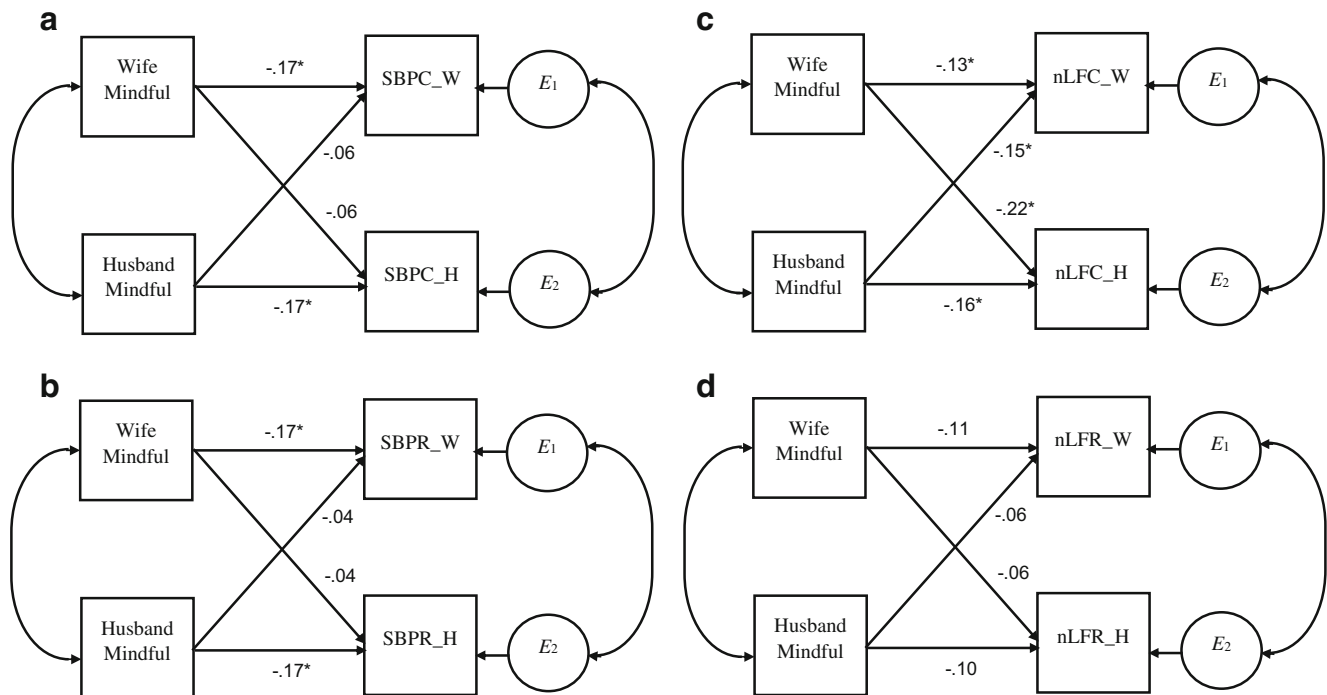 a
Wife
Mindful
-.17*
SBPC_W
E1
-.06
-.06
Husband
Mindful
-.17*
SBPC_H
E2
b
Wife
Mindful
-.17*
SBPR_W
E1
-.04
-.04
Husband
Mindful
-.17*
SBPR_H
E2
c
Wife
Mindful
-.13*
nLFC_W
E1
-.15*
-.22*
Husband
Mindful
-.16*
nLFC_H
E2
d
Wife
Mindful
-.11
nLFR_W
E1
-.06
-.06
Husband
Mindful
-.10
nLFR_H
E2